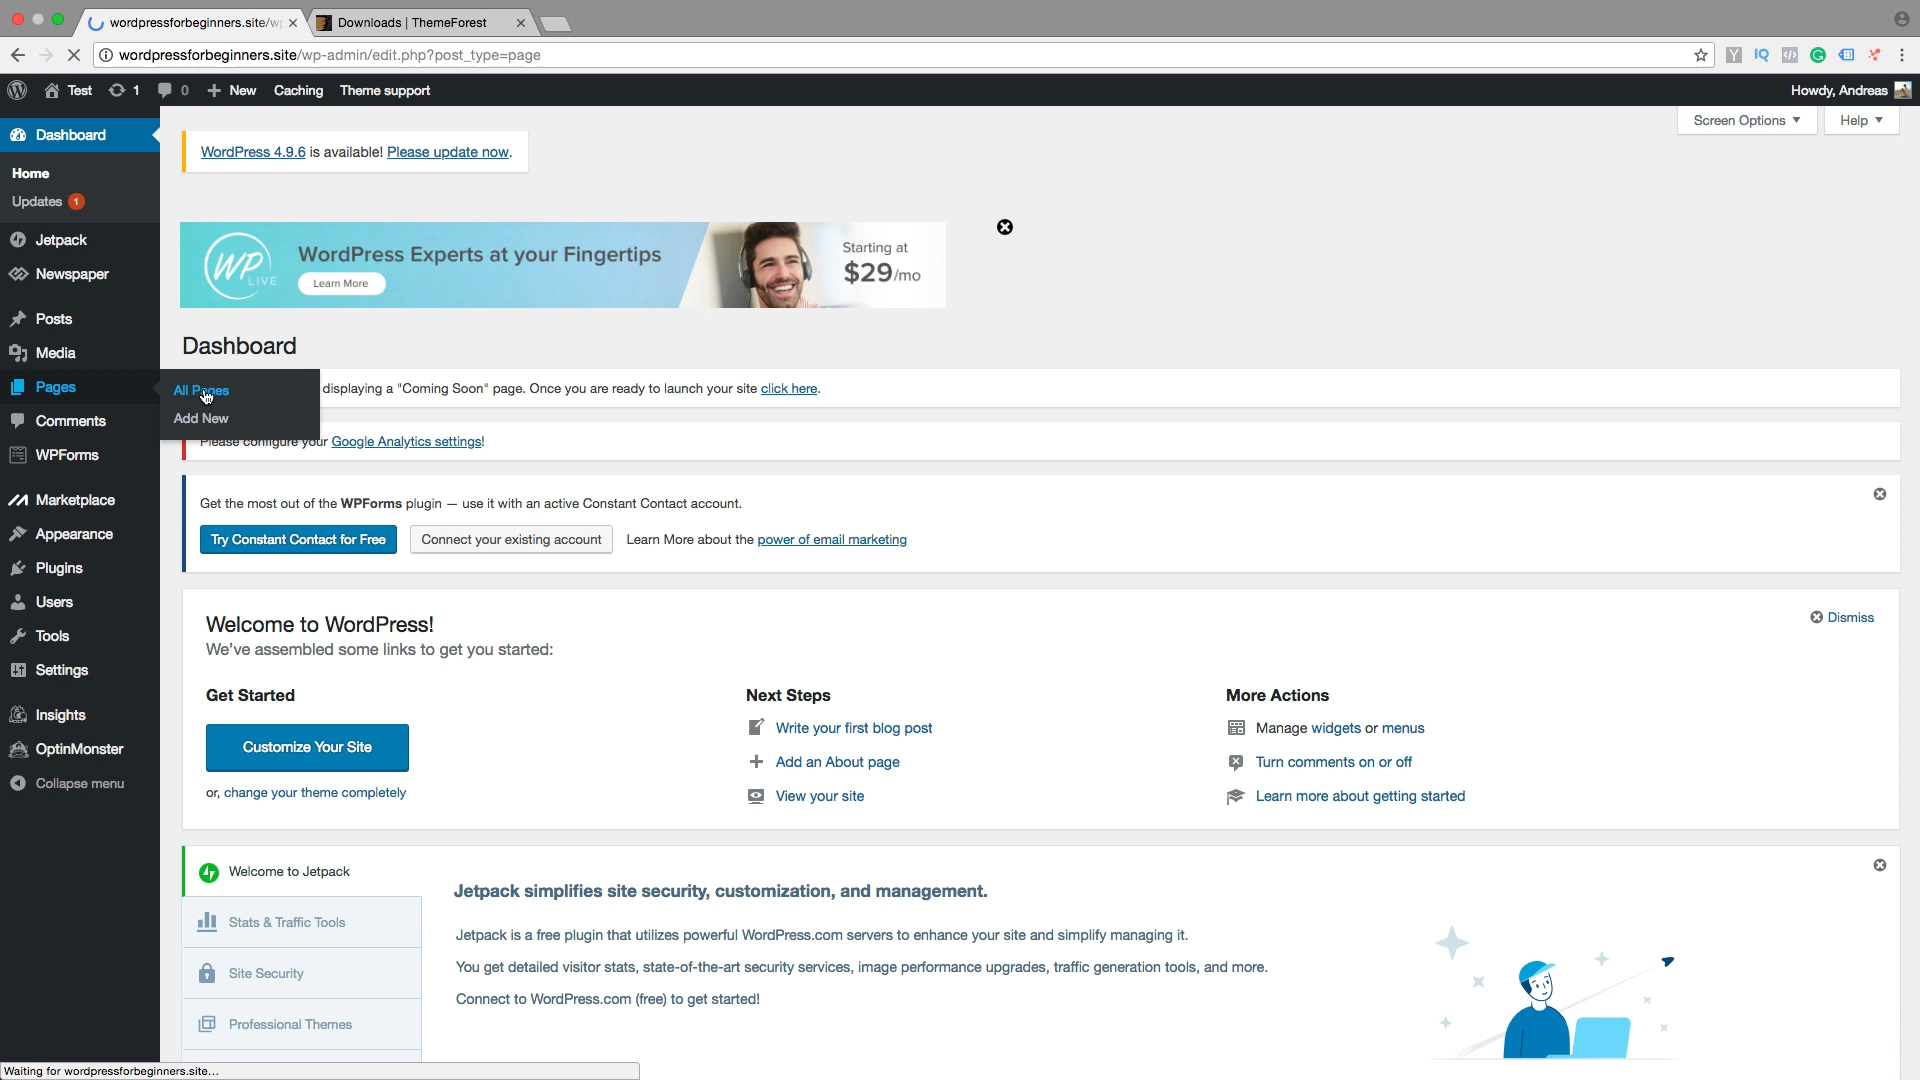 wordpressforbeginners.site/wp
Downloads | ThemeForest
wordpressforbeginners.site/wp-admin/edit.php?post_type=page
Test
1
0
New
Caching
Theme support
Howdy, Andreas
Dashboard
Home
Updates 1
Jetpack
Newspaper
Posts
Media
Pages
Comments
WPForms
Marketplace
Appearance
Plugins
Users
Tools
Settings
Insights
OptinMonster
Collapse menu
All Pages
Add New
Screen Options
Help
WordPress 4.9.6 is available! Please update now.
WP LIVE
WordPress Experts at your Fingertips
Learn More
Starting at
$29/mo
Dashboard
displaying a "Coming Soon" page. Once you are ready to launch your site click here.
Please configure your Google Analytics settings!
Get the most out of the WPForms plugin — use it with an active Constant Contact account.
Try Constant Contact for Free
Connect your existing account
Learn More about the power of email marketing
Welcome to WordPress!
We've assembled some links to get you started:
Dismiss
Get Started
Customize Your Site
or, change your theme completely
Next Steps
Write your first blog post
Add an About page
View your site
More Actions
Manage widgets or menus
Turn comments on or off
Learn more about getting started
Welcome to Jetpack
Stats & Traffic Tools
Site Security
Professional Themes
Jetpack simplifies site security, customization, and management.
Jetpack is a free plugin that utilizes powerful WordPress.com servers to enhance your site and simplify managing it.
You get detailed visitor stats, state-of-the-art security services, image performance upgrades, traffic generation tools, and more.
Connect to WordPress.com (free) to get started!
Waiting for wordpressforbeginners.site...